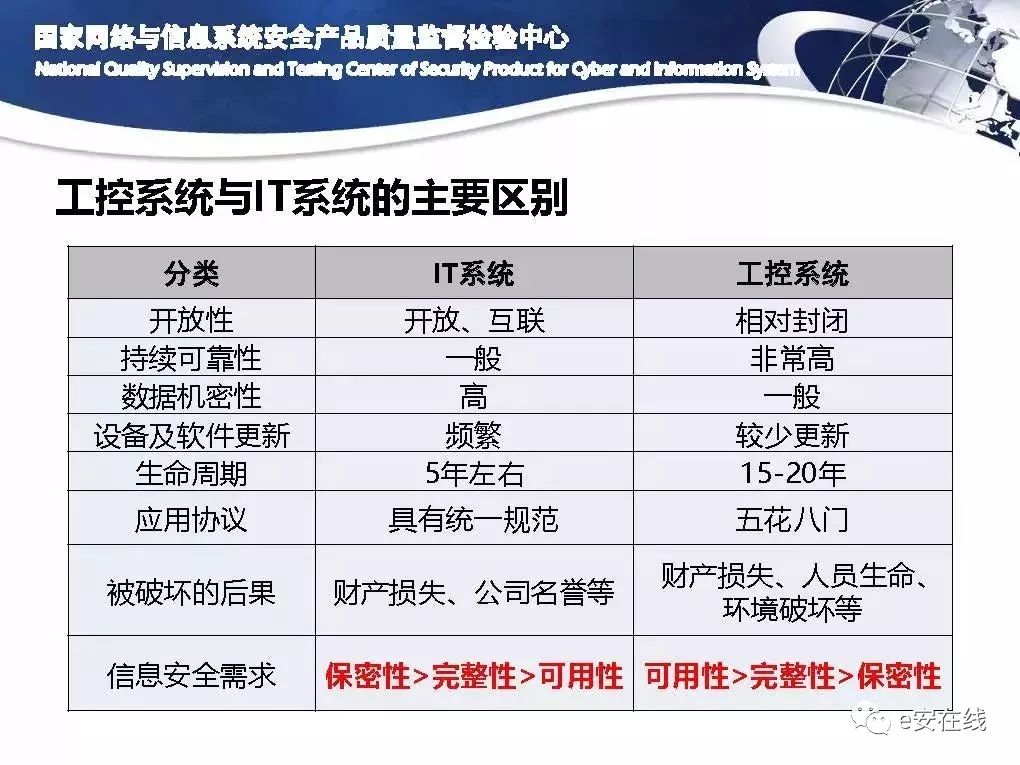 国家网络与信息系统安全产品质量监督检验中心
National Quality Supervision and Testing Center of Security Product for Cyber and Information System
工控系统与IT系统的主要区别
分类 IT系统 工控系统
开放性 开放、互联 相对封闭
持续可靠性 一般 非常高
数据机密性 高 一般
设备及软件更新 频繁 较少更新
生命周期 5年左右 15-20年
应用协议 具有统一规范 五花八门
被破坏的后果 财产损失、公司名誉等 财产损失、人员生命、
环境破坏等
信息安全需求 保密性>完整性>可用性 可用性>完整性>保密性
e安在线